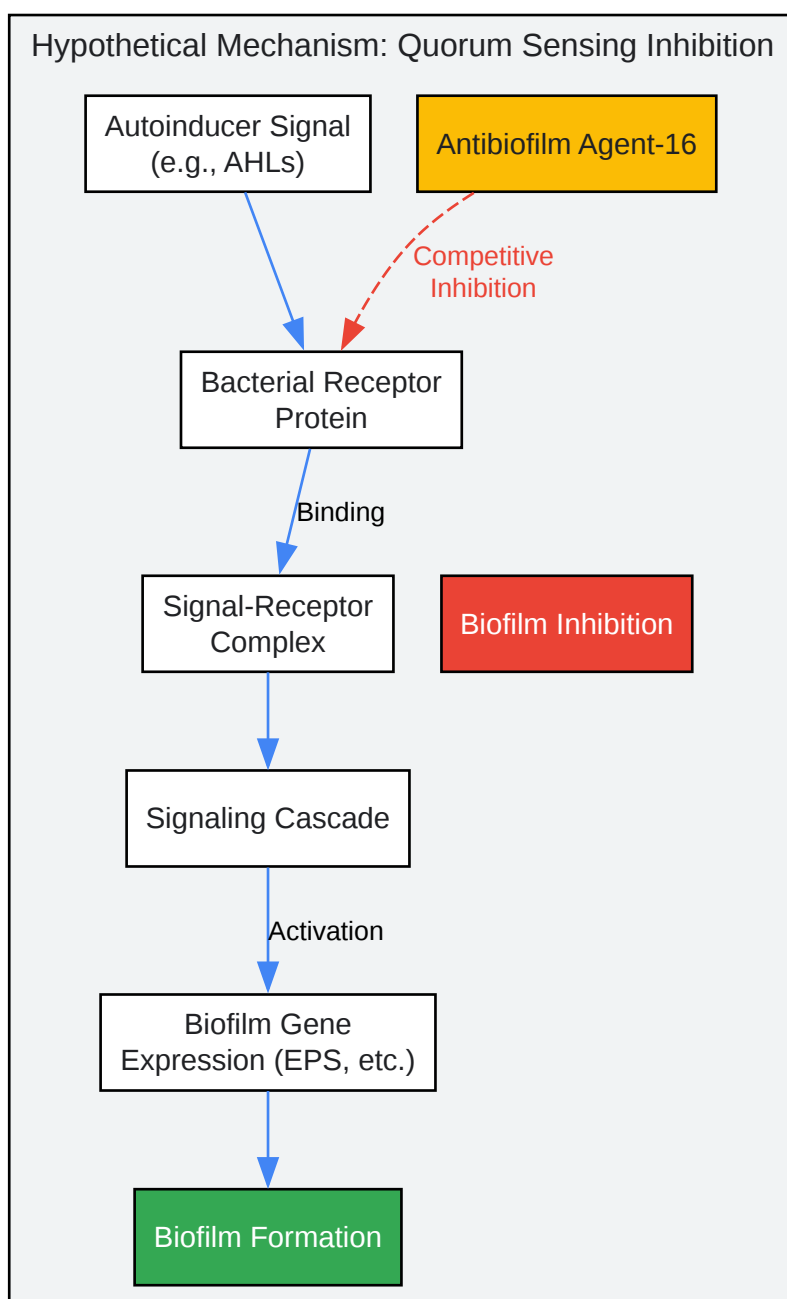 Hypothetical Mechanism: Quorum Sensing Inhibition
Autoinducer Signal
(e.g., AHLs)
Antibiofilm Agent-16
Competitive
Inhibition
Bacterial Receptor
Protein
Binding
Signal-Receptor
Complex
Biofilm Inhibition
Signaling Cascade
Activation
Biofilm Gene
Expression (EPS, etc.)
Biofilm Formation